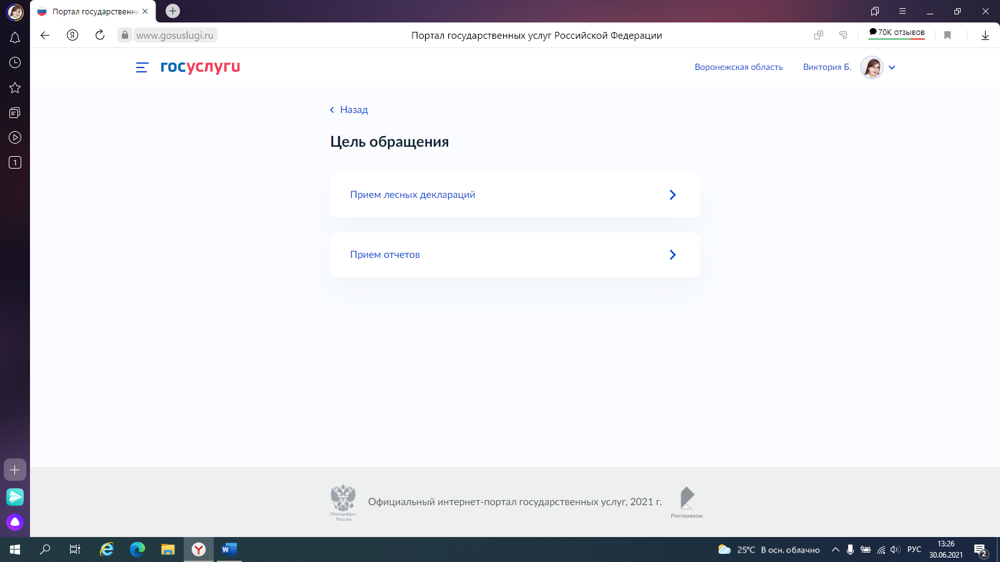 Портал государственн
www.gosuslugi.ru
Портал государственных услуг Российской Федерации
70K отзывов
госуслуги
Воронежская область
Виктория Б.
Назад
Цель обращения
Прием лесных деклараций
Прием отчетов
1
Минцифры
России
Официальный интернет-портал государственных услуг, 2021 г.
Ростелеком
25°C В осн. облачно
РУС
13:26
30.06.2021
2